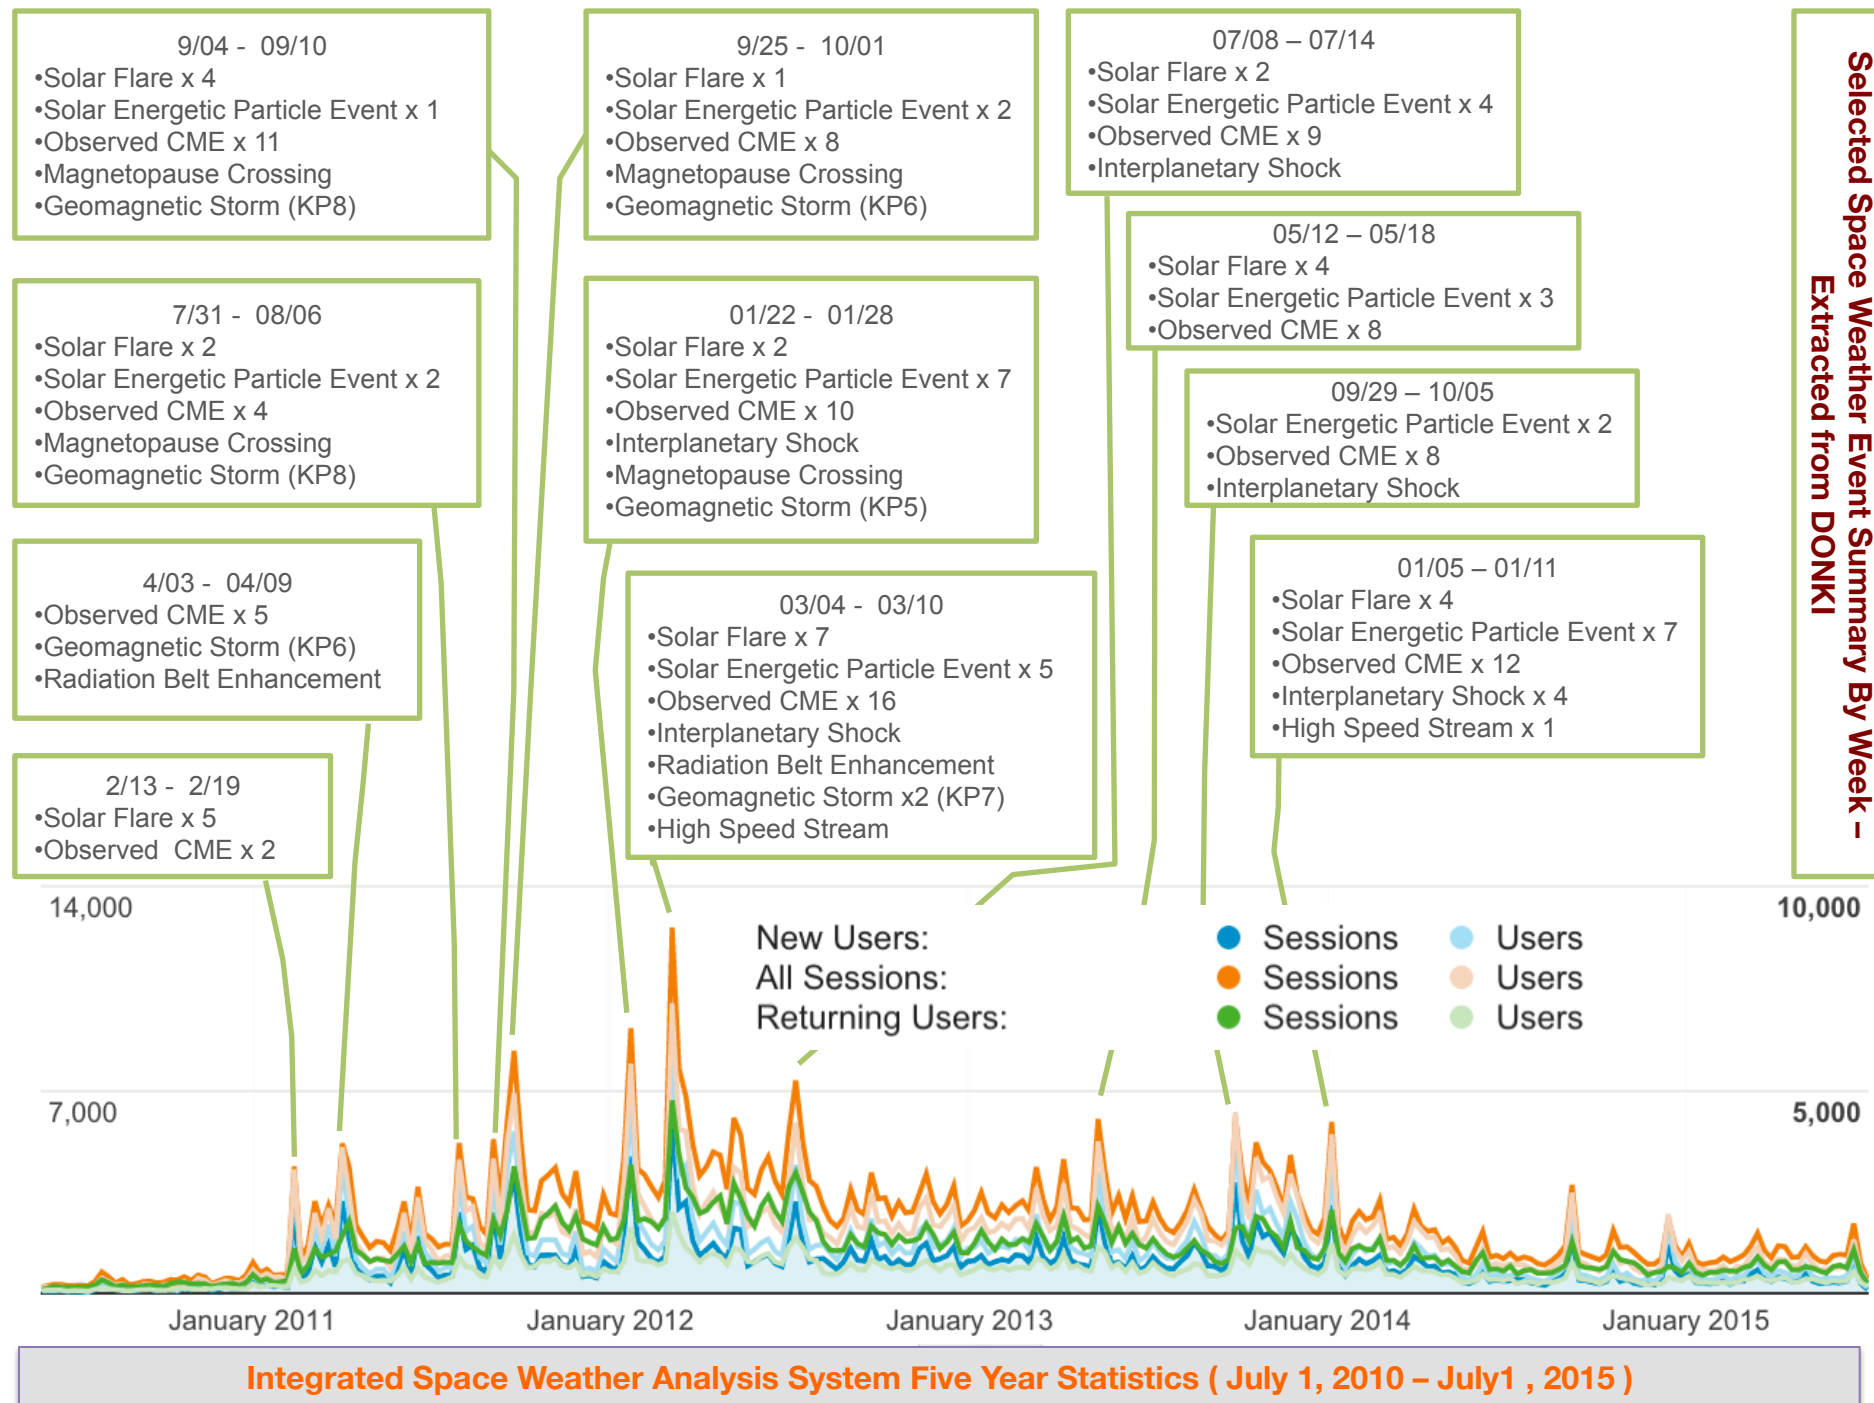 9/04 -  09/10
•Solar Flare x 4
•Solar Energetic Particle Event x 1
•Observed CME x 11
•Magnetopause Crossing
•Geomagnetic Storm (KP8)
7/31 -  08/06
•Solar Flare x 2
•Solar Energetic Particle Event x 2
•Observed CME x 4
•Magnetopause Crossing
•Geomagnetic Storm (KP8)
4/03 -  04/09
•Observed CME x 5
•Geomagnetic Storm (KP6)
•Radiation Belt Enhancement
2/13 -  2/19
•Solar Flare x 5
•Observed  CME x 2
9/25 -  10/01
•Solar Flare x 1
•Solar Energetic Particle Event x 2
•Observed CME x 8
•Magnetopause Crossing
•Geomagnetic Storm (KP6)
01/22 -  01/28
•Solar Flare x 2
•Solar Energetic Particle Event x 7
•Observed CME x 10
•Interplanetary Shock
•Magnetopause Crossing
•Geomagnetic Storm (KP5)
03/04 -  03/10
•Solar Flare x 7
•Solar Energetic Particle Event x 5
•Observed CME x 16
•Interplanetary Shock
•Radiation Belt Enhancement
•Geomagnetic Storm x2 (KP7)
•High Speed Stream
07/08 – 07/14
•Solar Flare x 2
•Solar Energetic Particle Event x 4
•Observed CME x 9
•Interplanetary Shock
05/12 – 05/18
•Solar Flare x 4
•Solar Energetic Particle Event x 3
•Observed CME x 8
09/29 – 10/05
•Solar Energetic Particle Event x 2
•Observed CME x 8
•Interplanetary Shock
01/05 – 01/11
•Solar Flare x 4
•Solar Energetic Particle Event x 7
•Observed CME x 12
•Interplanetary Shock x 4
•High Speed Stream x 1
Selected Space Weather Event Summary By Week –
Extracted from DONKI
14,000
10,000
7,000
5,000
New Users: Sessions Users
All Sessions: Sessions Users
Returning Users: Sessions Users
January 2011 January 2012 January 2013 January 2014 January 2015
Integrated Space Weather Analysis System Five Year Statistics ( July 1, 2010 – July1 , 2015 )